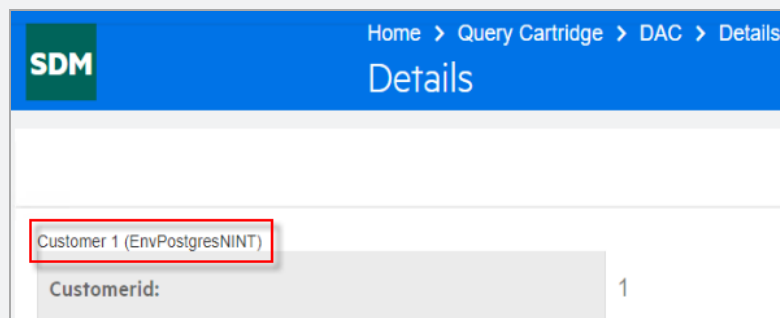 Home > Query Cartridge > DAC > Details
SDM
Details
Customer 1 (EnvPostgresNINT)
Customerid: 1